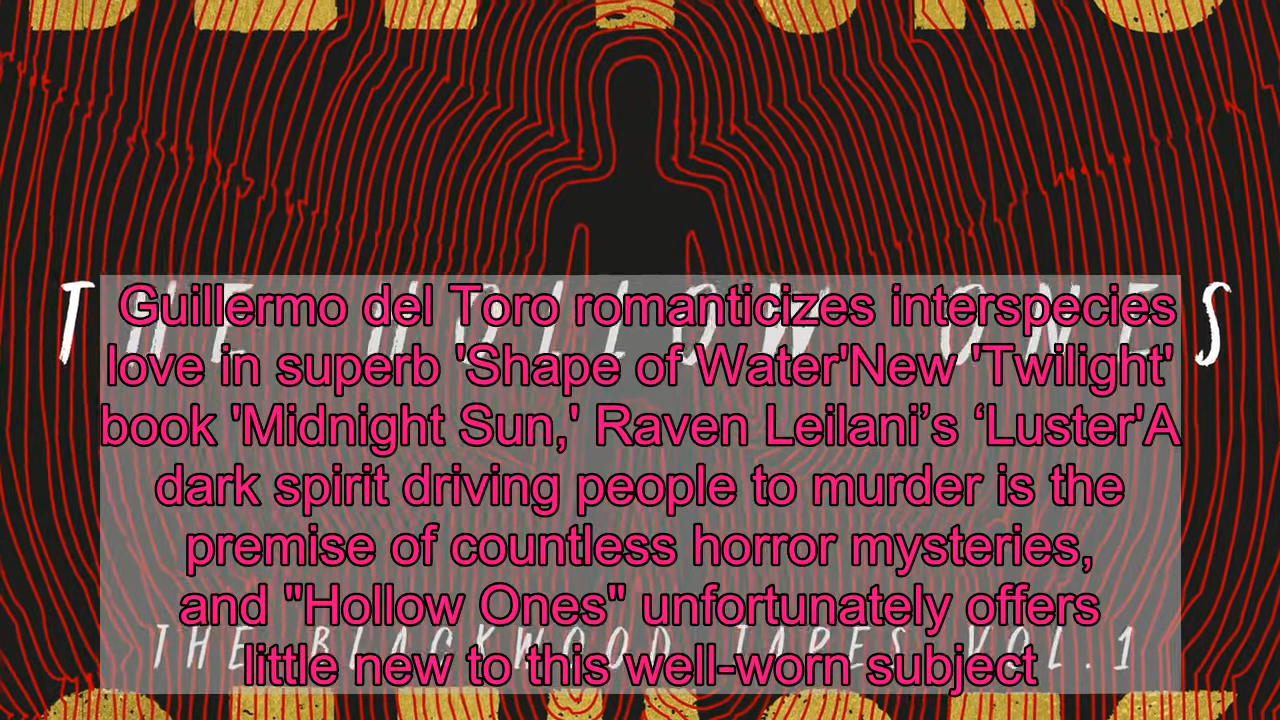 THE HOLLOW ONES
Guillermo del Toro romanticizes interspecies
love in superb 'Shape of Water'New 'Twilight'
book 'Midnight Sun,' Raven Leilani’s ‘Luster'A
dark spirit driving people to murder is the
premise of countless horror mysteries,
and "Hollow Ones" unfortunately offers
little new to this well-worn subject
THE BLACKWOOD TAPES VOL.1